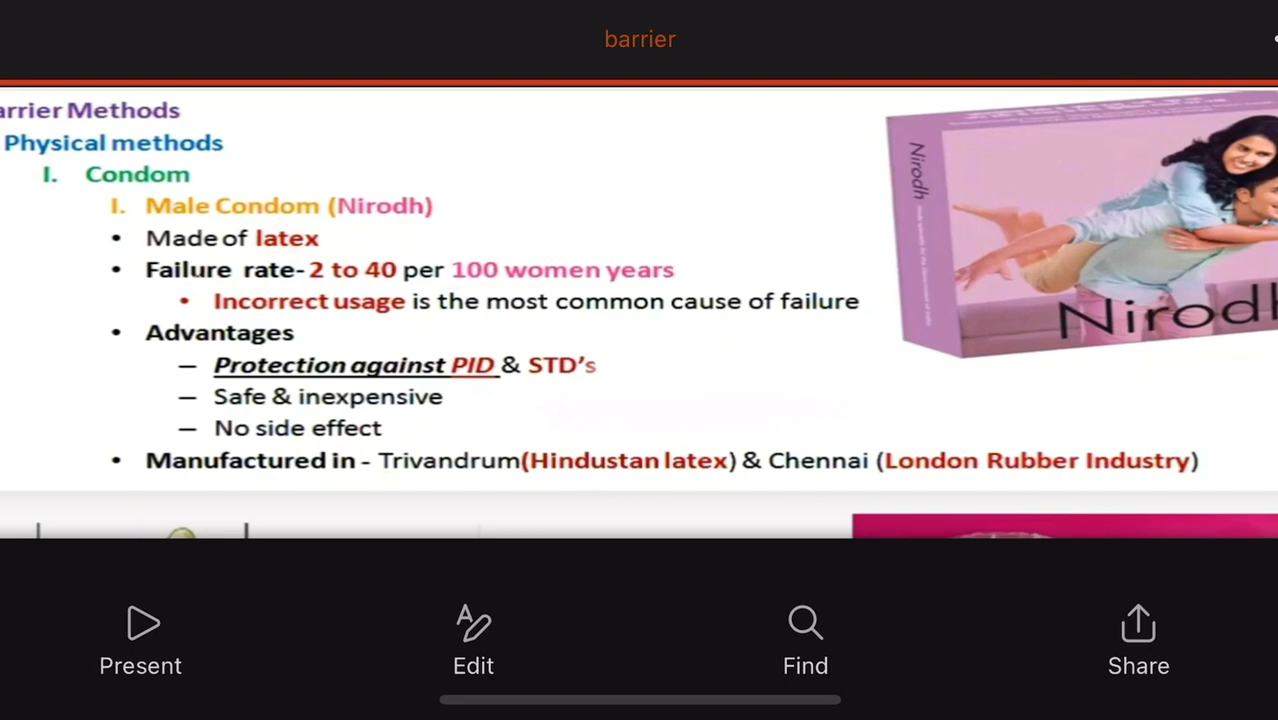 barrier
arrier Methods
Physical methods
I. Condom
I. Male Condom (Nirodh)
• Made of latex
• Failure rate- 2 to 40 per 100 women years
• Incorrect usage is the most common cause of failure
• Advantages
– Protection against PID & STD's
– Safe & inexpensive
– No side effect
• Manufactured in - Trivandrum(Hindustan latex) & Chennai (London Rubber Industry)
Nirodh
Nirodh
Present
Edit
Find
Share